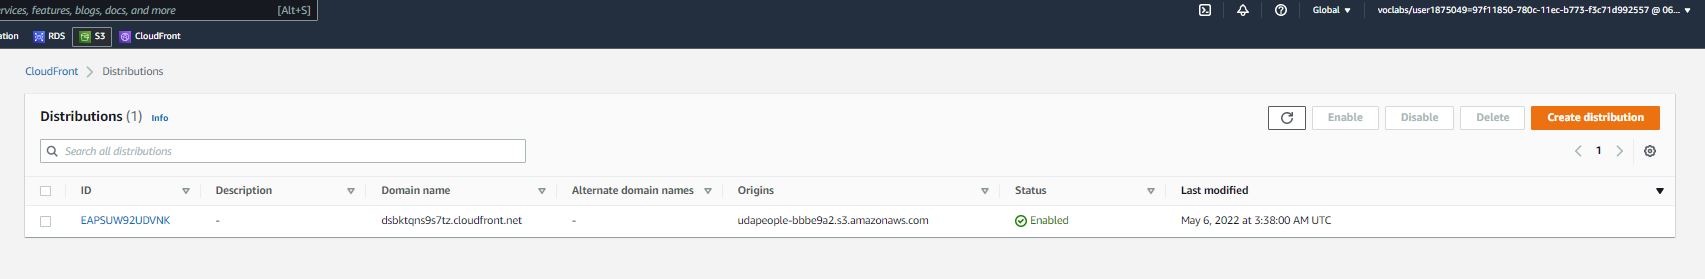 ervices, features, blogs, docs, and more [Alt+S] Global voclabs/user1875049=97f11850-780c-11ec-b773-f3c71d992557 @ 06...
ation RDS S3 CloudFront
CloudFront Distributions
Distributions (1) Info Enable Disable Delete Create distribution
Search all distributions 1
ID Description Domain name Alternate domain names Origins Status Last modified
EAPSUW92UDVNK - dsbktqns9s7tz.cloudfront.net - udapeople-bbbe9a2.s3.amazonaws.com Enabled May 6, 2022 at 3:38:00 AM UTC